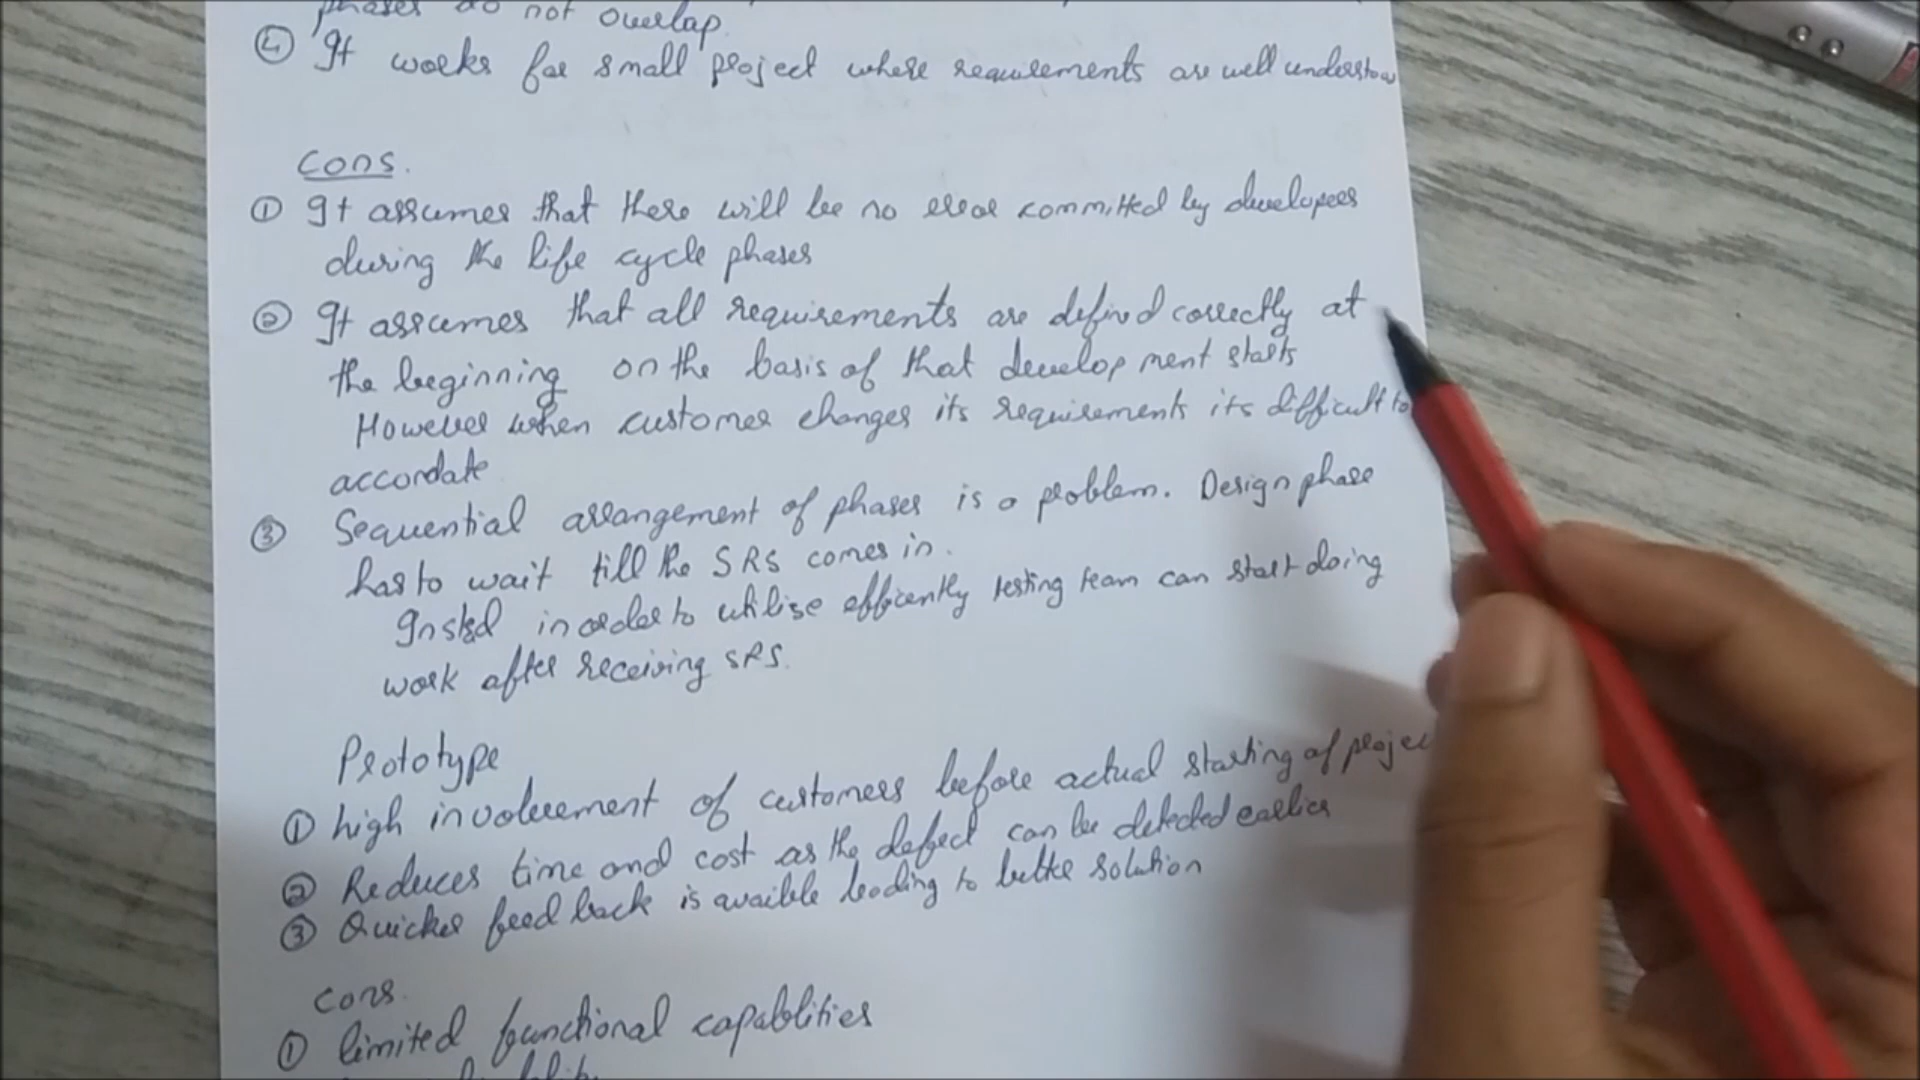 phases do not overlap.
④ It works for small project where requirements are well understoo
Cons.
① It assumes that there will be no error committed by developers
during the life cycle phases
② It assumes that all requirements are defined correctly at
the beginning on the basis of that development starts
However when customer changes its requirements its difficult to
accordate
③ Sequential arrangement of phases is a problem. Design phase
has to wait till the SRS comes in.
in order to utilise efficently testing team can start doing
work after receiving SRS.
Prototype
① high involvement of customers before actual starting of projec
② Reduces time and cost as the defect can be detected earlier
③ Quicker feed back is avaible leading to better solution
Cons.
① limited functional capablities